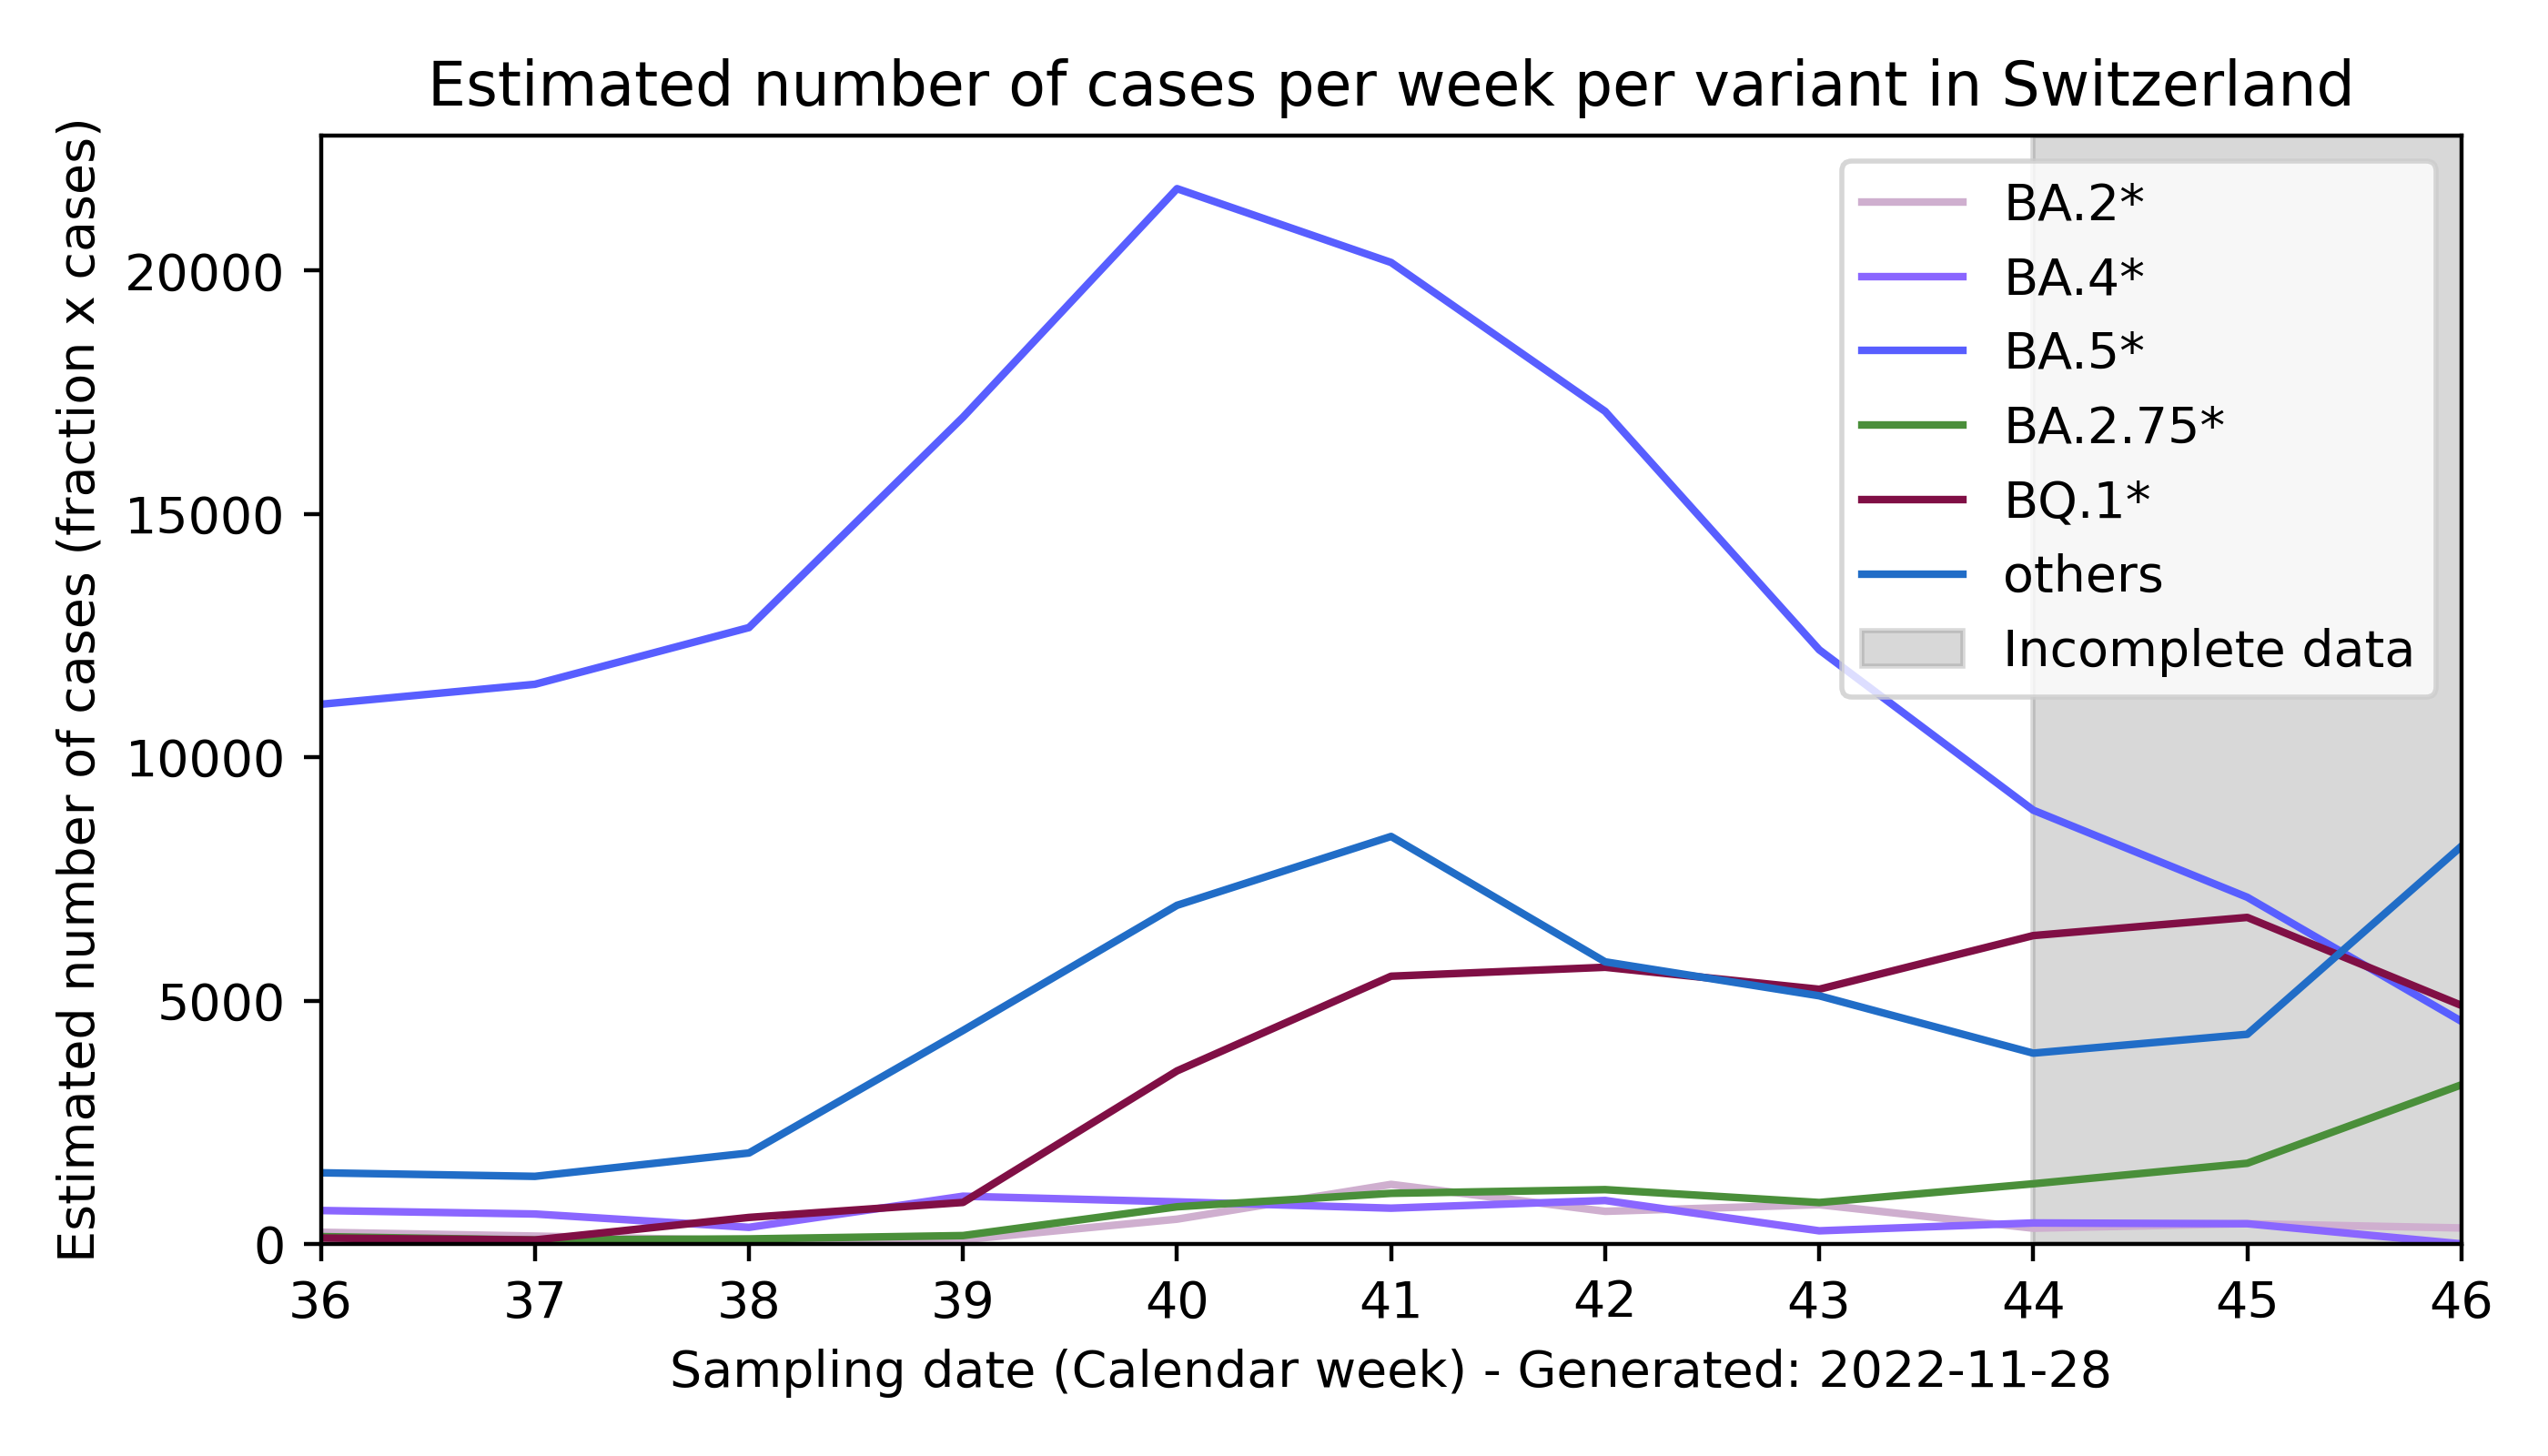 Estimated number of cases per week per variant in Switzerland
Estimated number of cases (fraction x cases)
20000
15000
10000
5000
0
BA.2*
BA.4*
BA.5*
BA.2.75*
BQ.1*
others
Incomplete data
36 37 38 39 40 41 42 43 44 45 46
Sampling date (Calendar week) - Generated: 2022-11-28